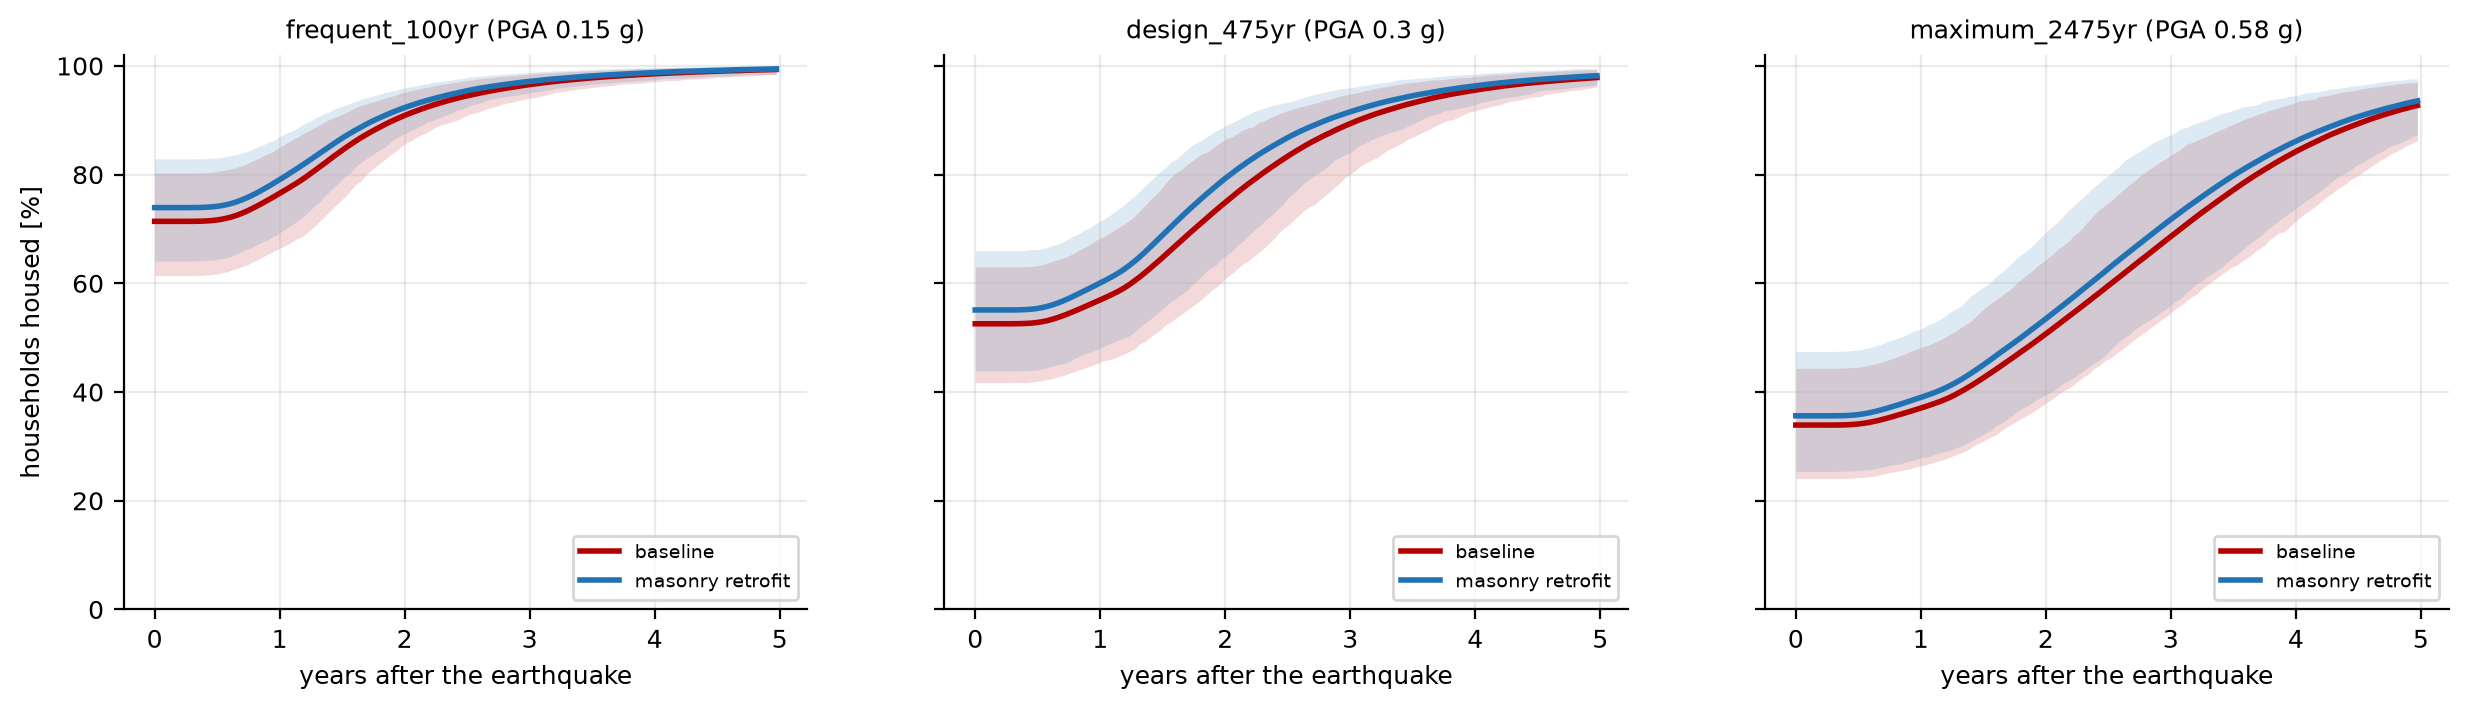 frequent_100yr (PGA 0.15 g)
households housed [%]
100
80
60
40
20
0
0 1 2 3 4 5
years after the earthquake
baseline
masonry retrofit
design_475yr (PGA 0.3 g)
0 1 2 3 4 5
years after the earthquake
baseline
masonry retrofit
maximum_2475yr (PGA 0.58 g)
0 1 2 3 4 5
years after the earthquake
baseline
masonry retrofit